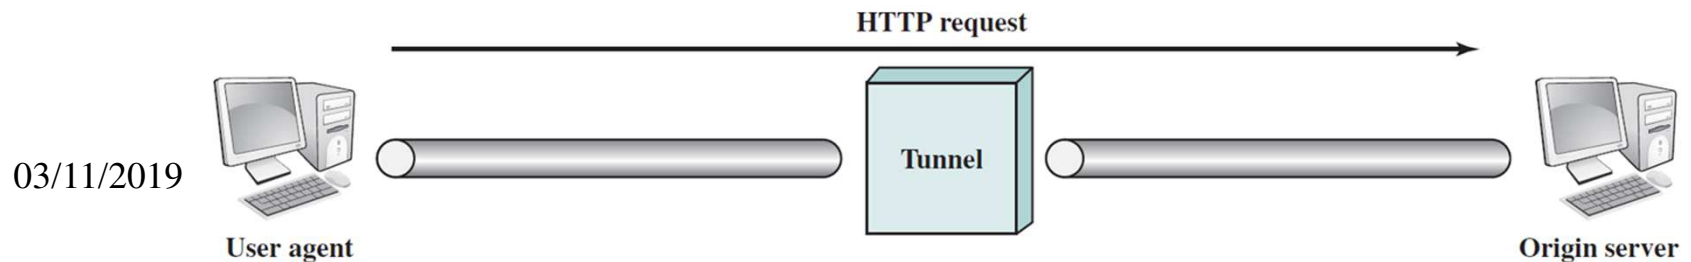 HTTP request
03/11/2019
Tunnel
User agent
Origin server